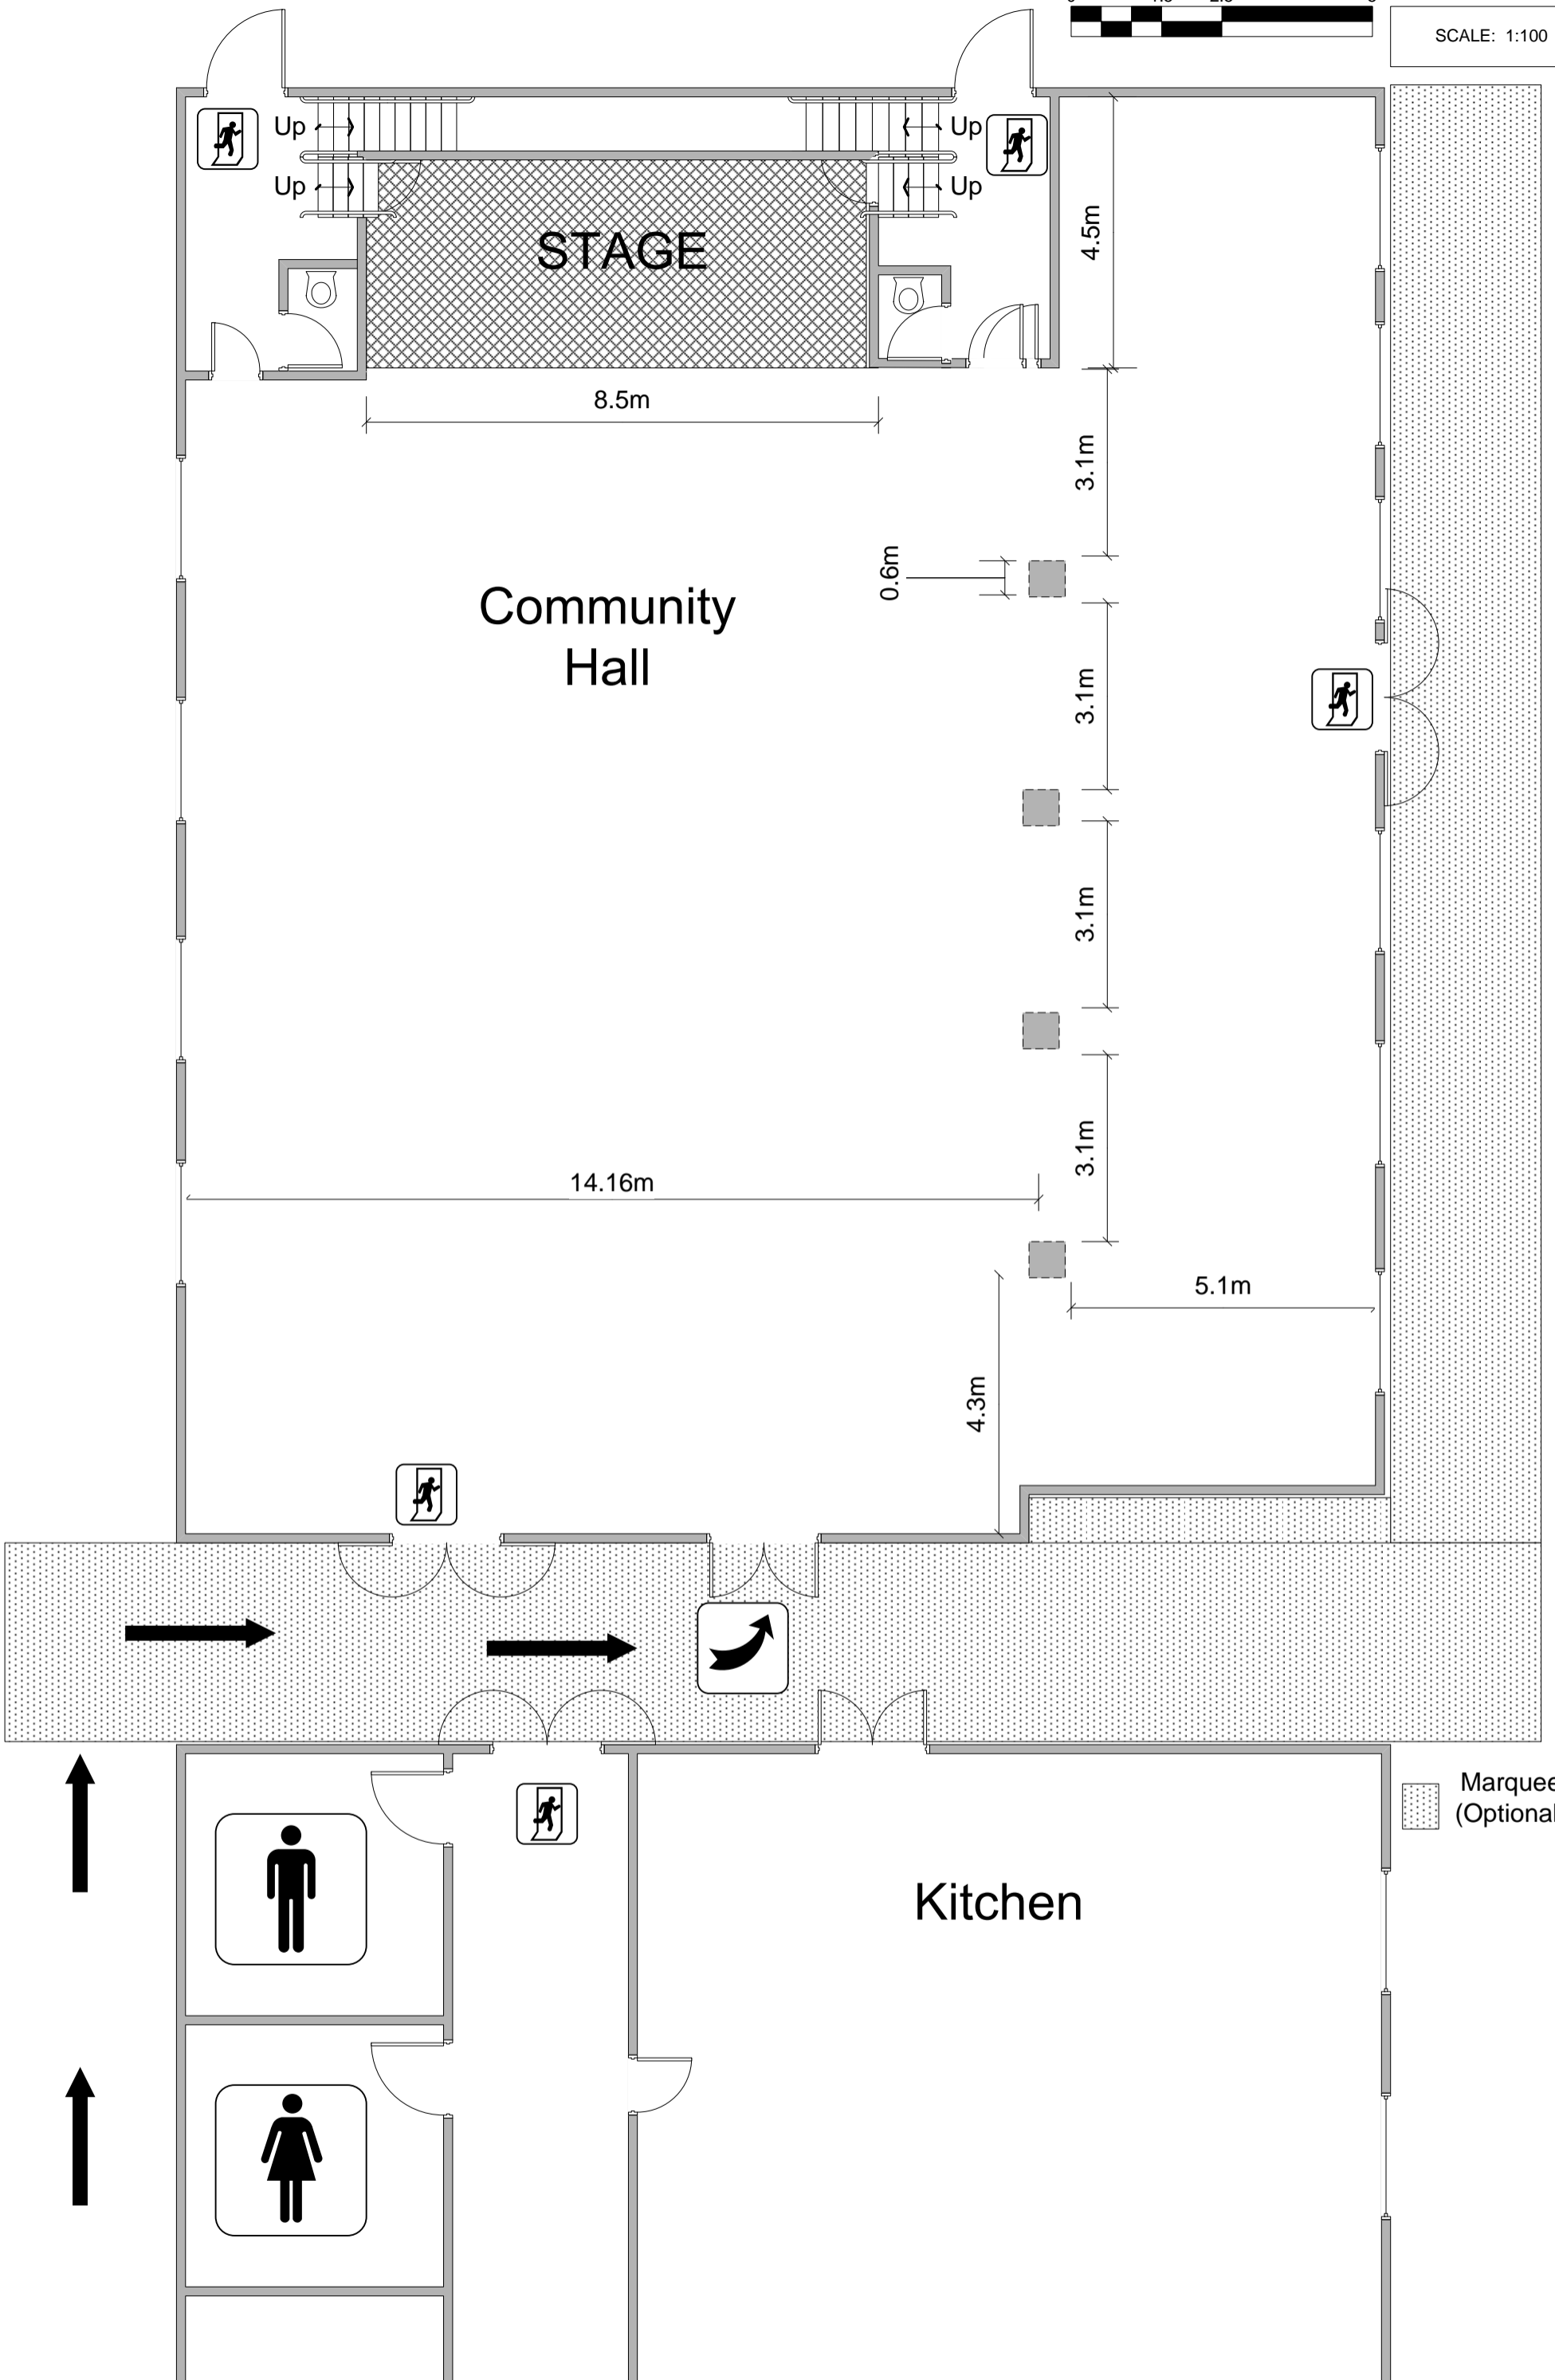 SCALE: 1:100
Up
Up
Up
Up
STAGE
4.5m
8.5m
3.1m
0.6m
Community
Hall
3.1m
3.1m
3.1m
14.16m
5.1m
4.3m
Marquee
(Optional
Kitchen